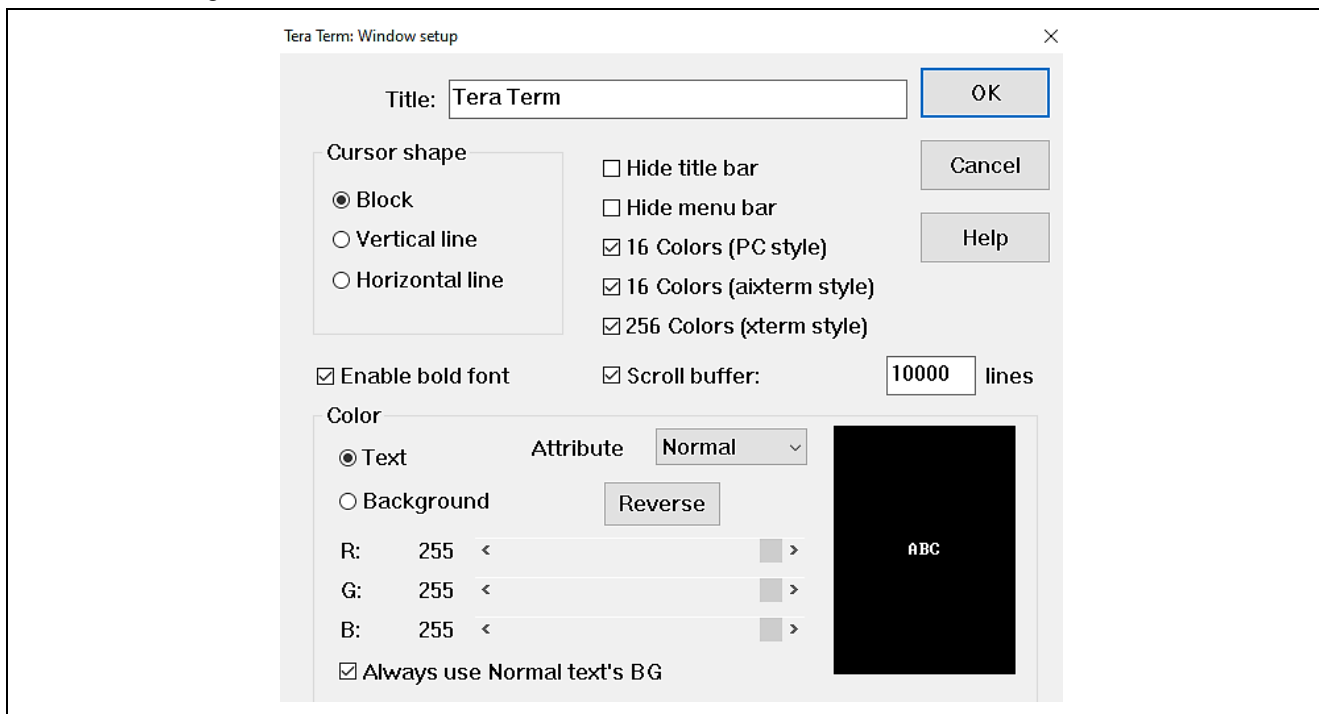 Tera Term: Window setup
Title: Tera Term OK
Cursor shape
Block
Vertical line
Horizontal line
Hide title bar
Hide menu bar
16 Colors (PC style)
16 Colors (aixterm style)
256 Colors (xterm style)
Cancel
Help
Enable bold font
Scroll buffer: 10000 lines
Color
Text
Attribute Normal
Background
Reverse
R: 255
G: 255
B: 255
Always use Normal text's BG
ABC